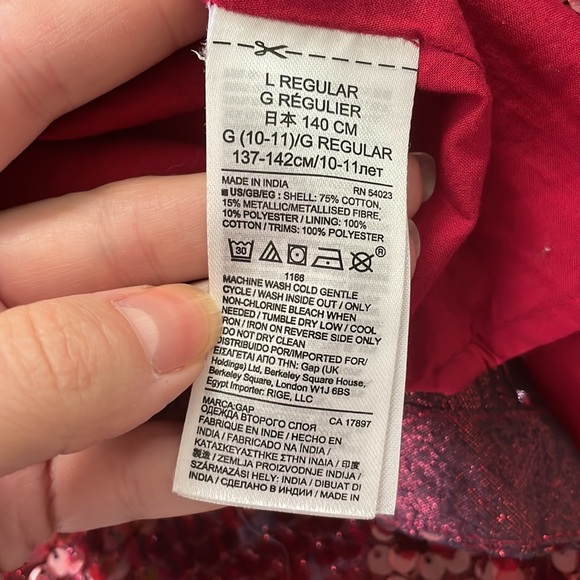 L REGULAR
G RÉGULIER
日本 140 CM
G (10-11)/G REGULAR
137-142см/10-11лет
MADE IN INDIA RN 54023
US/GB/EG : SHELL: 75% COTTON,
15% METALLIC/METALLISED FIBRE,
10% POLYESTER / LINING: 100%
COTTON / TRIMS: 100% POLYESTER
30
®
1166
MACHINE WASH COLD GENTLE
CYCLE / WASH INSIDE OUT / ONLY
NON-CHLORINE BLEACH WHEN
NEEDED / TUMBLE DRY LOW / COOL
IRON / IRON ON REVERSE SIDE ONLY
DO NOT DRY CLEAN
DISTRIBUIDO POR/IMPORTED FOR/
ΕΙΣΑΓΕΤΑΙ ΑΠΟ ΤΗΝ: Gap (UK
Holdings) Ltd, Berkeley Square House,
Berkeley Square, London W1J 6BS
Egypt Importer: RIGE, LLC
МАРСА:GAP CA 17897
ОДЕЖДА ВТОРОГО СЛОЯ
FABRIQUE EN INDE / HECHO EN
INDIA / FABRICADO NA ÍNDIA /
ΚΑΤΑΣΚΕΥΑΣΤΗΚΕ ΣΤΗΝ ΙΝΔΙΑ / 印度
製造 / ZEMLJA PROIZVODNJE INDIJA /
SZÁRMAZÁSI HELY: INDIA / DIBUAT DI
INDIA / СДЕЛАНО В ИНДИИ / MADE IN